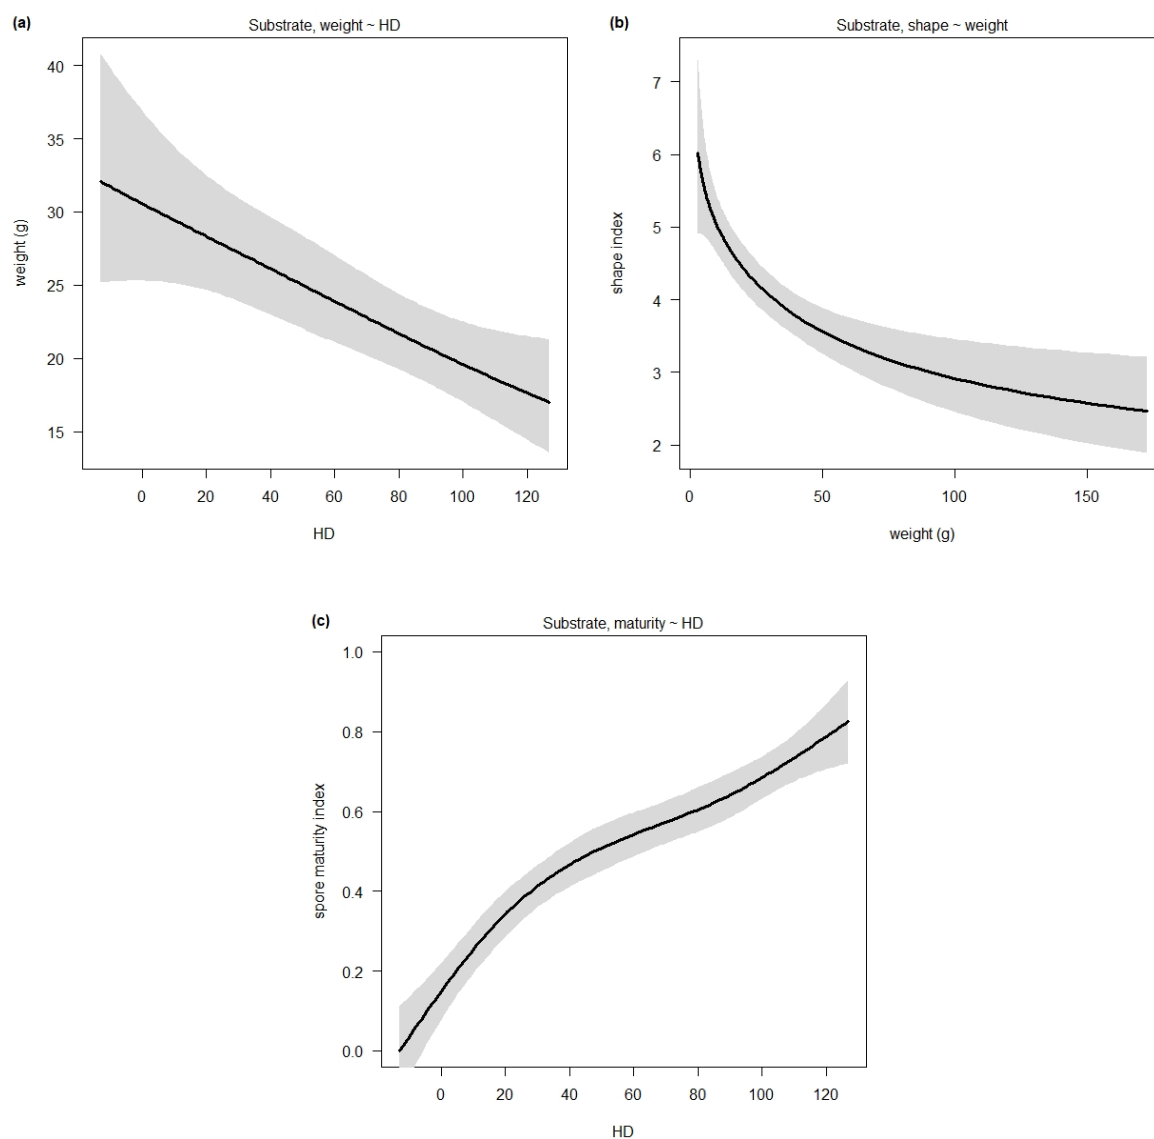 (a)
Substrate, weight ~ HD
40
35
30
25
20
15
weight (g)
0 20 40 60 80 100 120
HD
(b)
Substrate, shape ~ weight
7
6
5
4
3
2
shape index
0 50 100 150
weight (g)
(c)
Substrate, maturity ~ HD
1.0
0.8
0.6
0.4
0.2
0.0
spore maturity index
0 20 40 60 80 100 120
HD